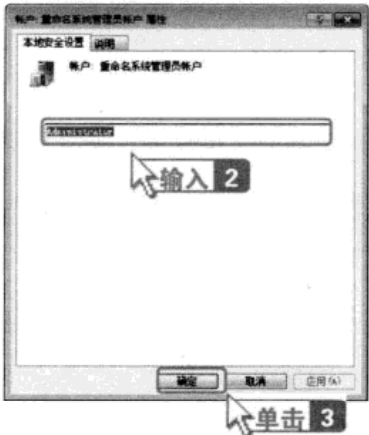 帐户: 重命名系统管理员帐户 属性
本地安全设置 说明
帐户: 重命名系统管理员帐户
Administrator
输入 2
确定 取消 应用(A)
单击 3